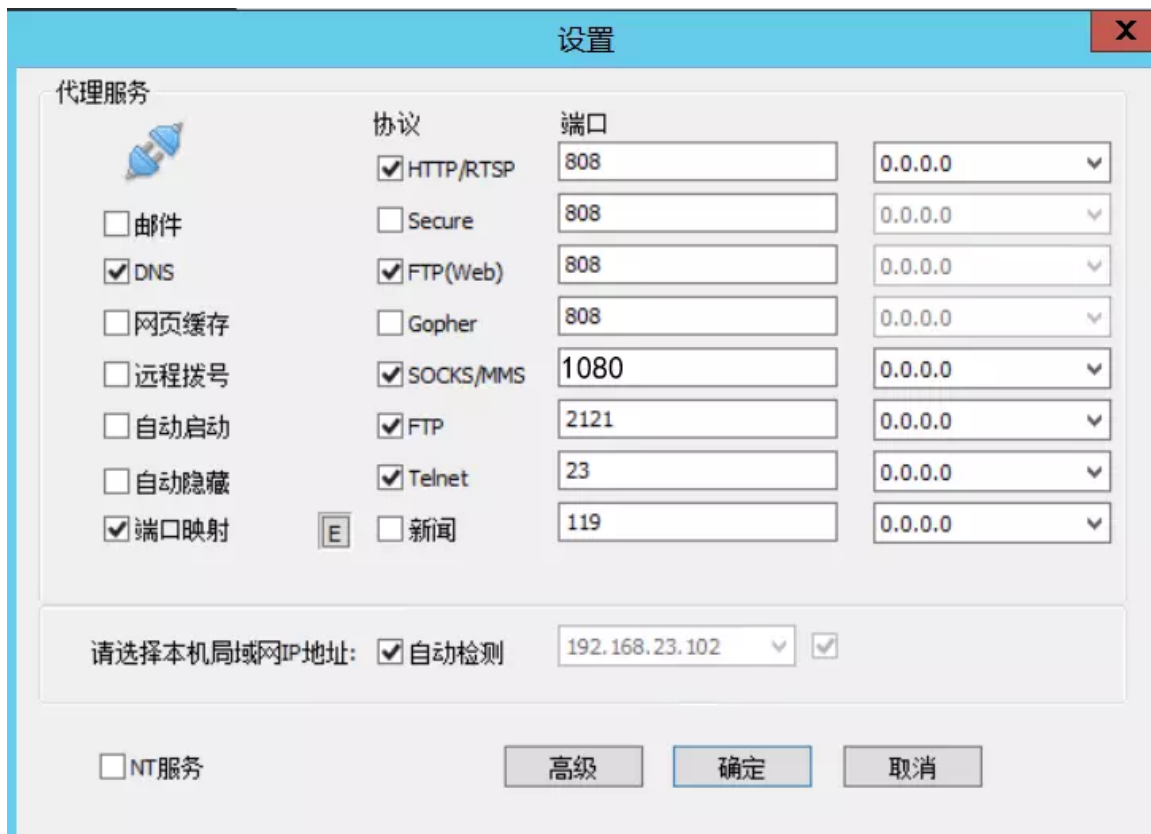 设置
X
代理服务
协议 端口
HTTP/RTSP 808 0.0.0.0
邮件 Secure 808 0.0.0.0
DNS FTP(Web) 808 0.0.0.0
网页缓存 Gopher 808 0.0.0.0
远程拨号 SOCKS/MMS 1080 0.0.0.0
自动启动 FTP 2121 0.0.0.0
自动隐藏 Telnet 23 0.0.0.0
端口映射 E 新闻 119 0.0.0.0
请选择本机局域网IP地址: 自动检测 192.168.23.102
NT服务 高级 确定 取消